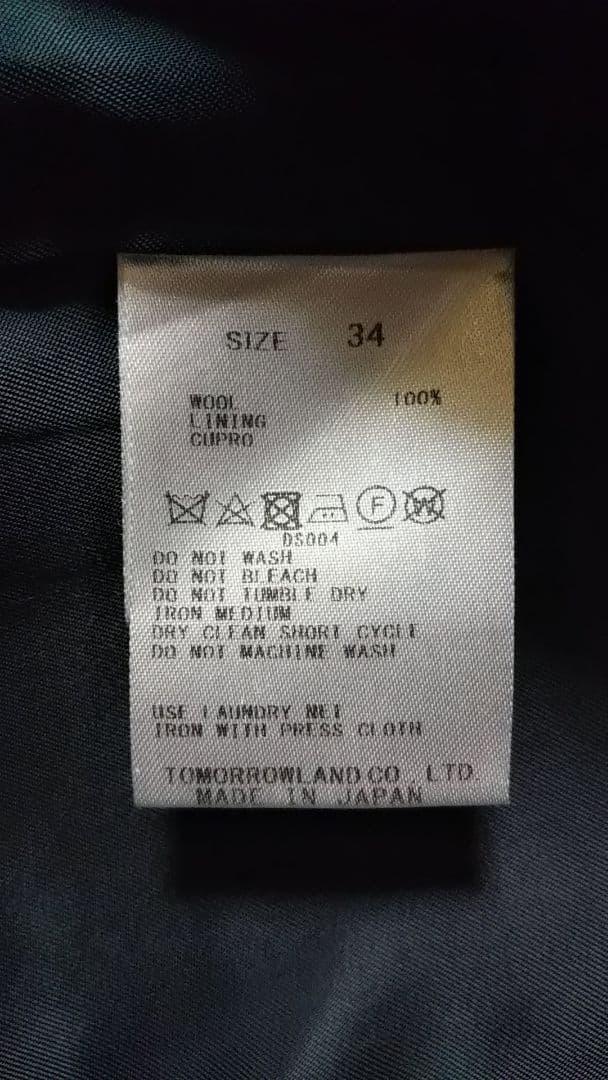 SIZE 34
WOOL 100%
LINING
CUPRO
F W
DS004
DO NOT WASH
DO NOT BLEACH
DO NOT TUMBLE DRY
IRON MEDIUM
DRY CLEAN SHORT CYCLE
DO NOT MACHINE WASH
USE LAUNDRY NET
IRON WITH PRESS CLOTH
TOMORROWLAND CO., LTD.
MADE IN JAPAN